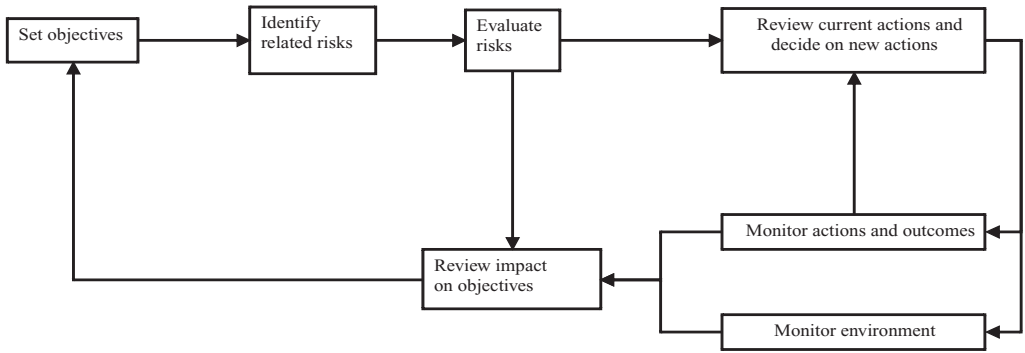 Set objectives
Identify
related risks
Evaluate
risks
Review current actions and
decide on new actions
Monitor actions and outcomes
Review impact
on objectives
Monitor environment